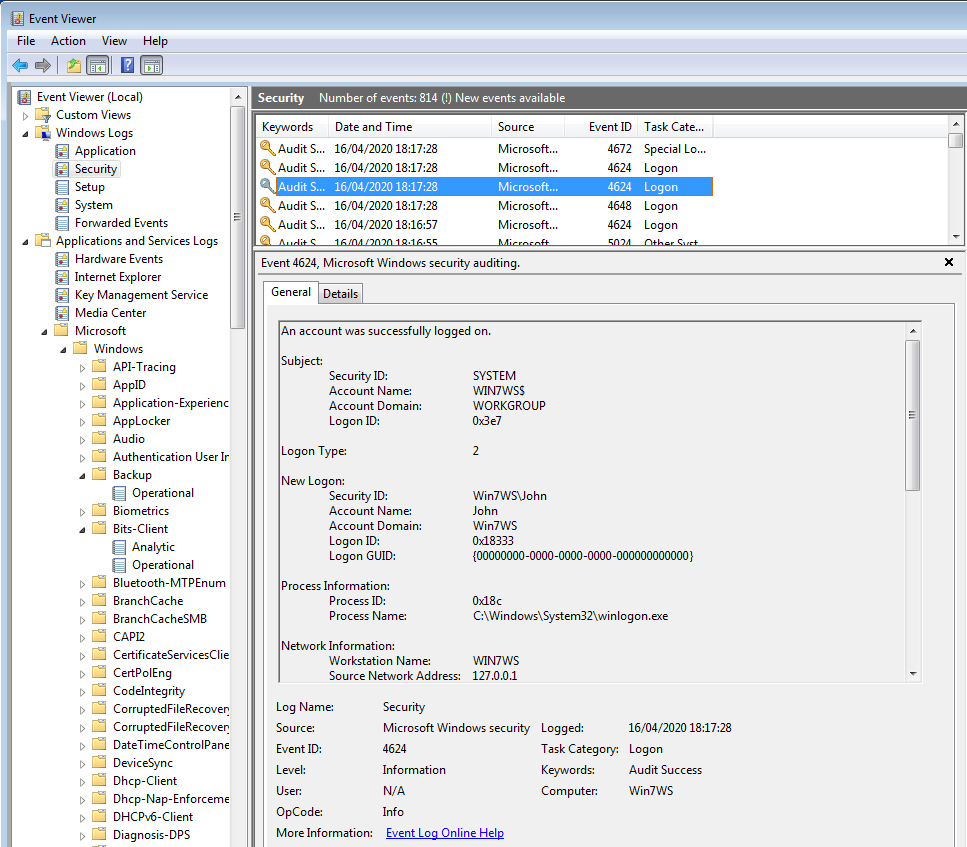 Event Viewer
File Action View Help
Event Viewer (Local)
Custom Views
Windows Logs
Application
Security
Setup
System
Forwarded Events
Applications and Services Logs
Hardware Events
Internet Explorer
Key Management Service
Media Center
Microsoft
Windows
API-Tracing
AppID
Application-Experienc
AppLocker
Audio
Authentication User In
Backup
Operational
Biometrics
Bits-Client
Analytic
Operational
Bluetooth-MTPEnum
BranchCache
BranchCacheSMB
CAPI2
CertificateServicesClie
CertPolEng
CodeIntegrity
CorruptedFileRecovery
CorruptedFileRecovery
DateTimeControlPane
DeviceSync
Dhcp-Client
Dhcp-Nap-Enforceme
DHCPv6-Client
Diagnosis-DPS
Security Number of events: 814 (!) New events available
Keywords Date and Time Source Event ID Task Cate...
Audit S... 16/04/2020 18:17:28 Microsoft... 4672 Special Lo...
Audit S... 16/04/2020 18:17:28 Microsoft... 4624 Logon
Audit S... 16/04/2020 18:17:28 Microsoft... 4624 Logon
Audit S... 16/04/2020 18:17:28 Microsoft... 4648 Logon
Audit S... 16/04/2020 18:16:57 Microsoft... 4624 Logon
Audit S... 16/04/2020 18:16:55 Microsoft... 5024 Other Syst...
Event 4624, Microsoft Windows security auditing.
General Details
An account was successfully logged on.
Subject:
Security ID: SYSTEM
Account Name: WIN7WS$
Account Domain: WORKGROUP
Logon ID: 0x3e7
Logon Type: 2
New Logon:
Security ID: Win7WS\John
Account Name: John
Account Domain: Win7WS
Logon ID: 0x18333
Logon GUID: {00000000-0000-0000-0000-000000000000}
Process Information:
Process ID: 0x18c
Process Name: C:\Windows\System32\winlogon.exe
Network Information:
Workstation Name: WIN7WS
Source Network Address: 127.0.0.1
Log Name: Security
Source: Microsoft Windows security Logged: 16/04/2020 18:17:28
Event ID: 4624 Task Category: Logon
Level: Information Keywords: Audit Success
User: N/A Computer: Win7WS
OpCode: Info
More Information: Event Log Online Help